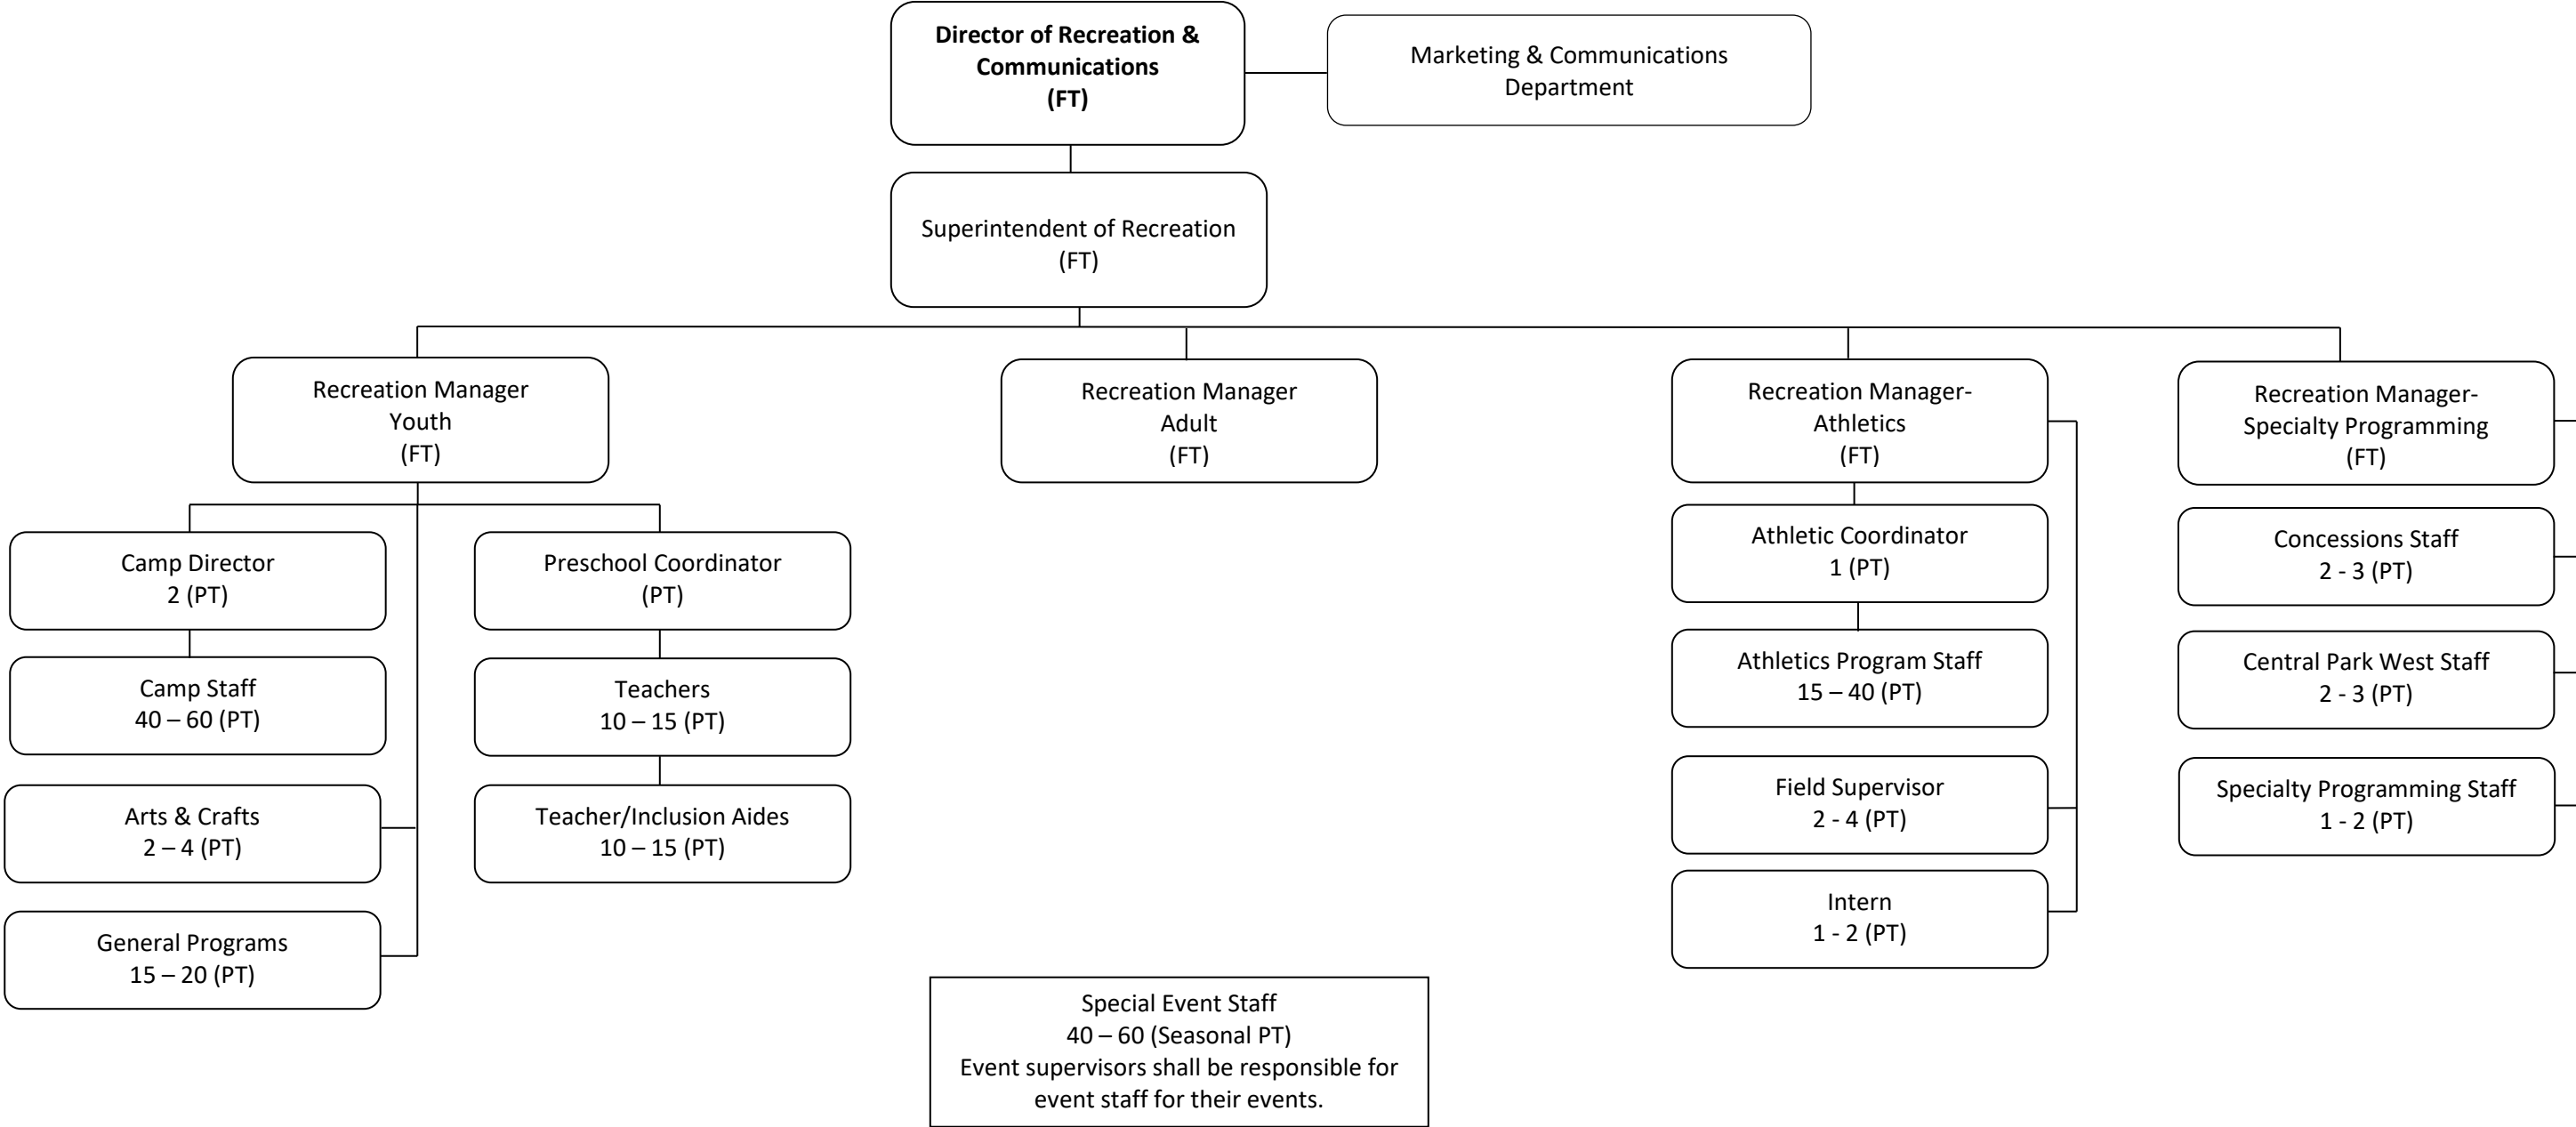 Director of Recreation &
Communications
(FT)
Marketing & Communications
Department
Superintendent of Recreation
(FT)
Recreation Manager
Youth
(FT)
Recreation Manager
Adult
(FT)
Recreation Manager-
Athletics
(FT)
Recreation Manager-
Specialty Programming
(FT)
Camp Director
2 (PT)
Preschool Coordinator
(PT)
Athletic Coordinator
1 (PT)
Concessions Staff
2 - 3 (PT)
Camp Staff
40 – 60 (PT)
Teachers
10 – 15 (PT)
Athletics Program Staff
15 – 40 (PT)
Central Park West Staff
2 - 3 (PT)
Arts & Crafts
2 – 4 (PT)
Teacher/Inclusion Aides
10 – 15 (PT)
Field Supervisor
2 - 4 (PT)
Specialty Programming Staff
1 - 2 (PT)
General Programs
15 – 20 (PT)
Intern
1 - 2 (PT)
Special Event Staff
40 – 60 (Seasonal PT)
Event supervisors shall be responsible for
event staff for their events.